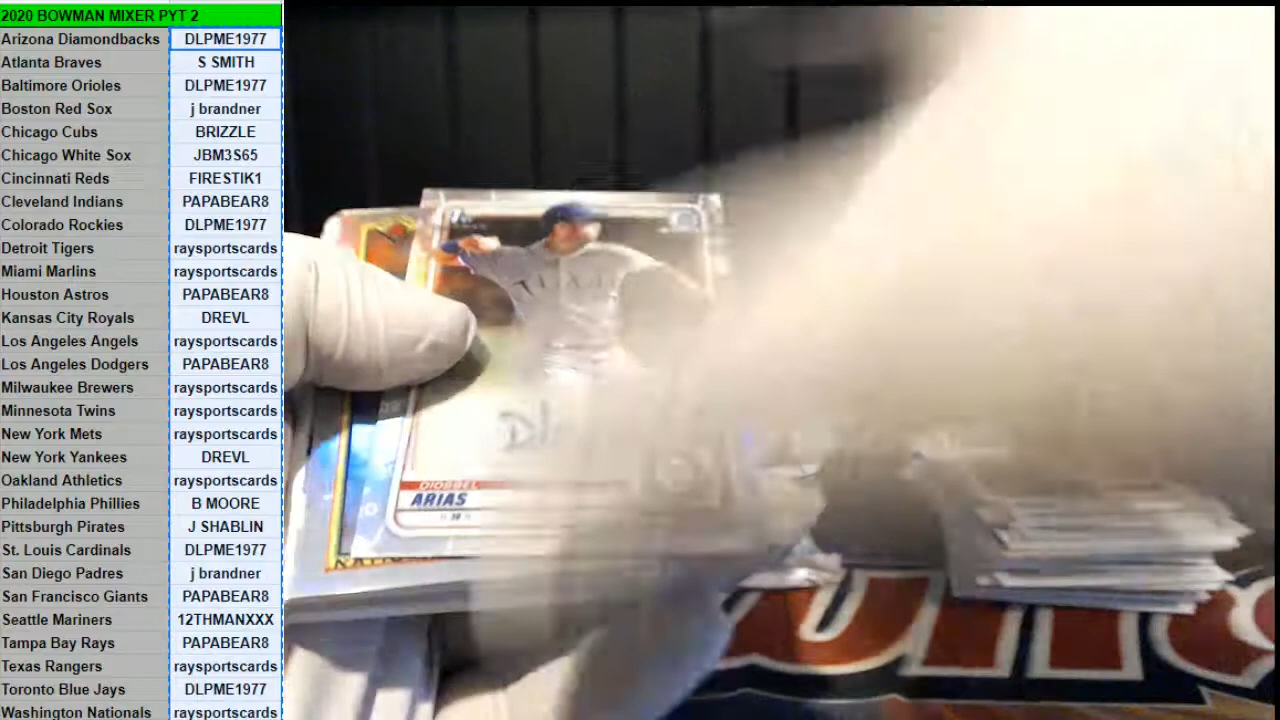 2020 BOWMAN MIXER PYT 2
Arizona Diamondbacks DLPME1977
Atlanta Braves S SMITH
Baltimore Orioles DLPME1977
Boston Red Sox j brandner
Chicago Cubs BRIZZLE
Chicago White Sox JBM3S65
Cincinnati Reds FIRESTIK1
Cleveland Indians PAPABEAR8
Colorado Rockies DLPME1977
Detroit Tigers raysportscards
Miami Marlins raysportscards
Houston Astros PAPABEAR8
Kansas City Royals DREVL
Los Angeles Angels raysportscards
Los Angeles Dodgers PAPABEAR8
Milwaukee Brewers raysportscards
Minnesota Twins raysportscards
New York Mets raysportscards
New York Yankees DREVL
Oakland Athletics raysportscards
Philadelphia Phillies B MOORE
Pittsburgh Pirates J SHABLIN
St. Louis Cardinals DLPME1977
San Diego Padres j brandner
San Francisco Giants PAPABEAR8
Seattle Mariners 12THMANXXX
Tampa Bay Rays PAPABEAR8
Texas Rangers raysportscards
Toronto Blue Jays DLPME1977
Washington Nationals raysportscards
DIOSBEL
ARIAS